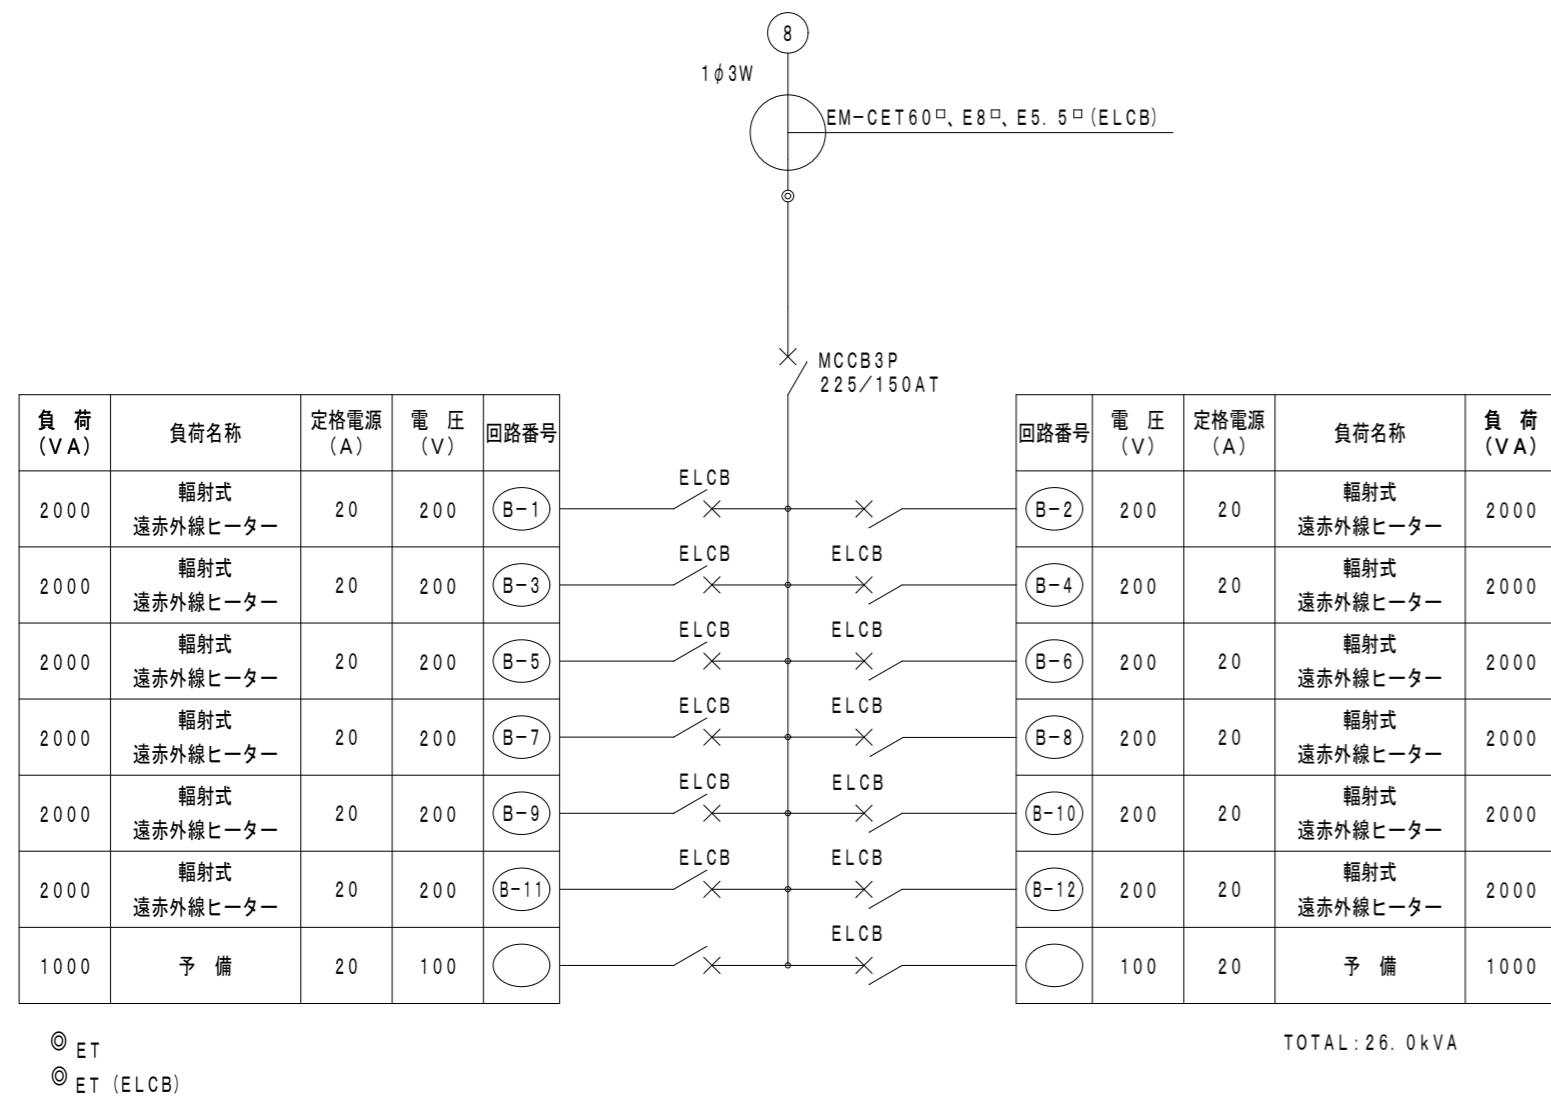 8
1φ3W
EM-CET60□、E8□、E5.5□(ELCB)
MCCB3P
225/150AT
負 荷
(VA)
負荷名称
定格電源
(A)
電 圧
(V)
回路番号
回路番号
電 圧
(V)
定格電源
(A)
負荷名称
負 荷
(VA)
2000
輻射式
遠赤外線ヒーター
20
200
B-1
ELCB
B-2
200
20
輻射式
遠赤外線ヒーター
2000
2000
輻射式
遠赤外線ヒーター
20
200
B-3
ELCB
ELCB
B-4
200
20
輻射式
遠赤外線ヒーター
2000
2000
輻射式
遠赤外線ヒーター
20
200
B-5
ELCB
ELCB
B-6
200
20
輻射式
遠赤外線ヒーター
2000
2000
輻射式
遠赤外線ヒーター
20
200
B-7
ELCB
ELCB
B-8
200
20
輻射式
遠赤外線ヒーター
2000
2000
輻射式
遠赤外線ヒーター
20
200
B-9
ELCB
ELCB
B-10
200
20
輻射式
遠赤外線ヒーター
2000
2000
輻射式
遠赤外線ヒーター
20
200
B-11
ELCB
ELCB
B-12
200
20
輻射式
遠赤外線ヒーター
2000
1000
予 備
20
100
ELCB
100
20
予 備
1000
◎ ET
◎ ET (ELCB)
TOTAL:26.0kVA